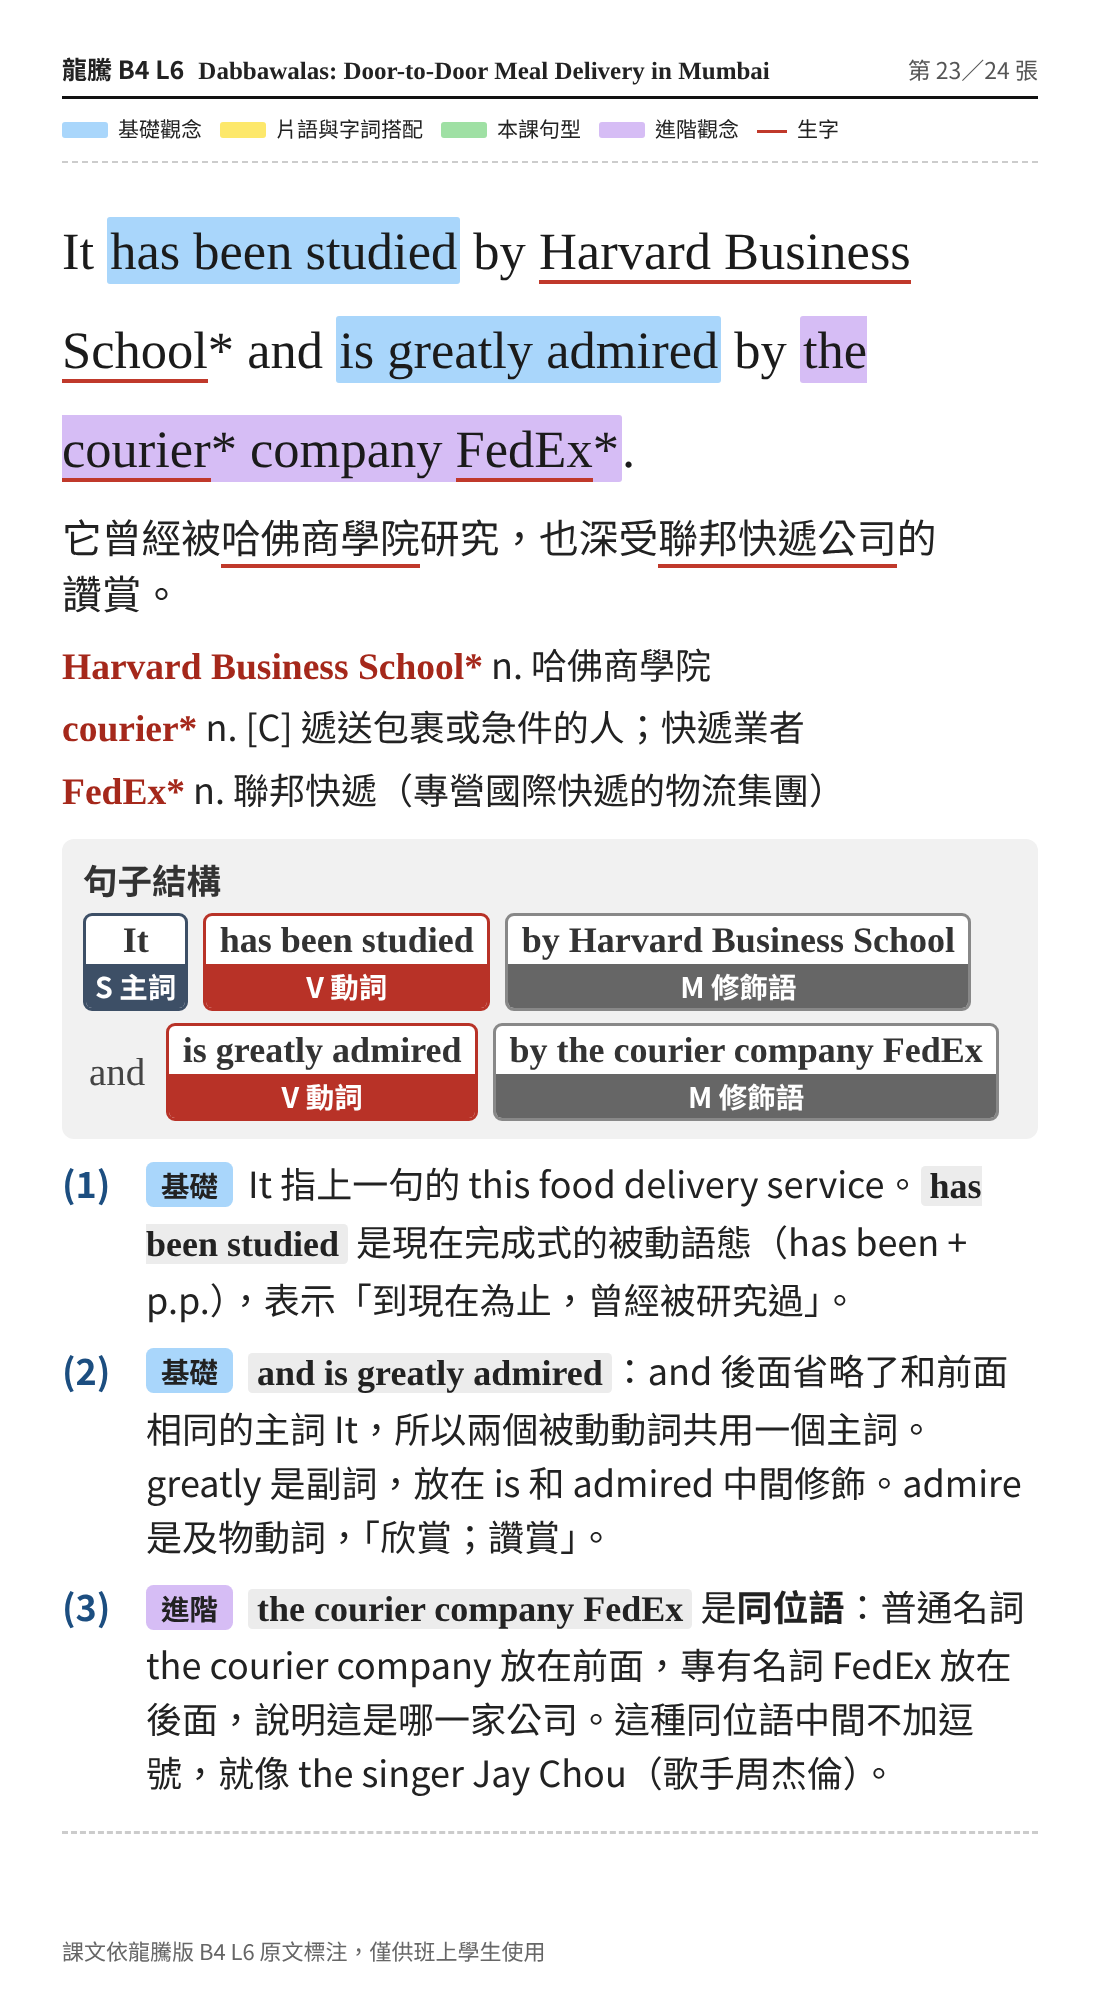 龍騰 B4 L6 Dabbawalas: Door-to-Door Meal Delivery in Mumbai 第 23／24 張
基礎觀念 片語與字詞搭配 本課句型 進階觀念 生字
It has been studied by Harvard Business
School* and is greatly admired by the
courier* company FedEx*.
它曾經被哈佛商學院研究，也深受聯邦快遞公司的
讚賞。
Harvard Business School* n. 哈佛商學院
courier* n. [C] 遞送包裹或急件的人；快遞業者
FedEx* n. 聯邦快遞（專營國際快遞的物流集團）
句子結構
It has been studied by Harvard Business School
S 主詞 V 動詞 M 修飾語
and is greatly admired by the courier company FedEx
V 動詞 M 修飾語
(1) 基礎 It 指上一句的 this food delivery service。has
been studied 是現在完成式的被動語態（has been +
p.p.），表示「到現在為止，曾經被研究過」。
(2) 基礎 and is greatly admired：and 後面省略了和前面
相同的主詞 It，所以兩個被動動詞共用一個主詞。
greatly 是副詞，放在 is 和 admired 中間修飾。admire
是及物動詞，「欣賞；讚賞」。
(3) 進階 the courier company FedEx 是同位語：普通名詞
the courier company 放在前面，專有名詞 FedEx 放在
後面，說明這是哪一家公司。這種同位語中間不加逗
號，就像 the singer Jay Chou（歌手周杰倫）。
課文依龍騰版 B4 L6 原文標注，僅供班上學生使用